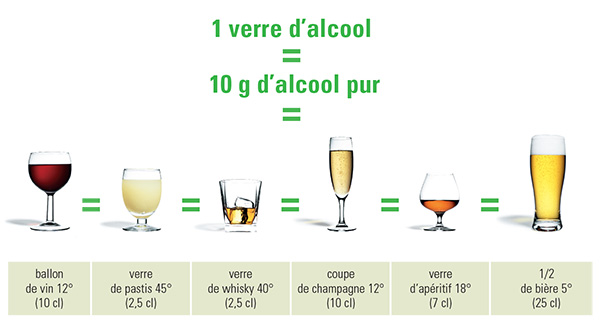 1 verre d’alcool
=
10 g d’alcool pur
=
= = = = =
ballon
de vin 12°
(10 cl)
verre
de pastis 45°
(2,5 cl)
verre
de whisky 40°
(2,5 cl)
coupe
de champagne 12°
(10 cl)
verre
d’apéritif 18°
(7 cl)
1/2
de bière 5°
(25 cl)